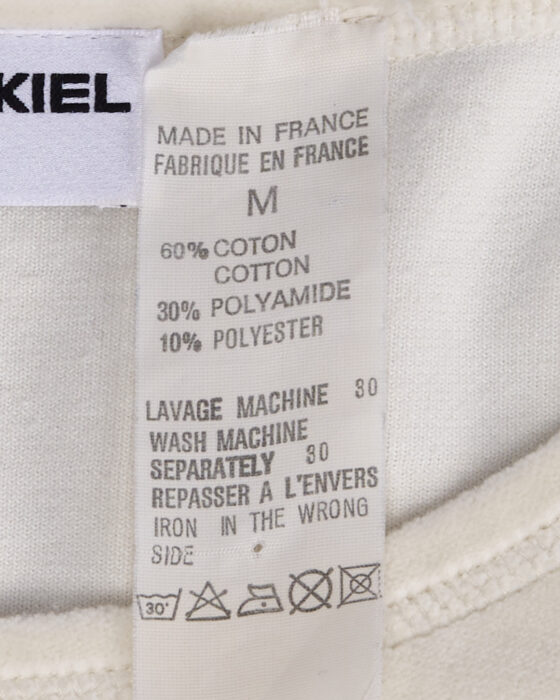 KIEL
MADE IN FRANCE
FABRIQUE EN FRANCE
M
60% COTON
COTTON
30% POLYAMIDE
10% POLYESTER
LAVAGE MACHINE 30
WASH MACHINE
SEPARATELY 30
REPASSER A L'ENVERS
IRON IN THE WRONG
SIDE
30°